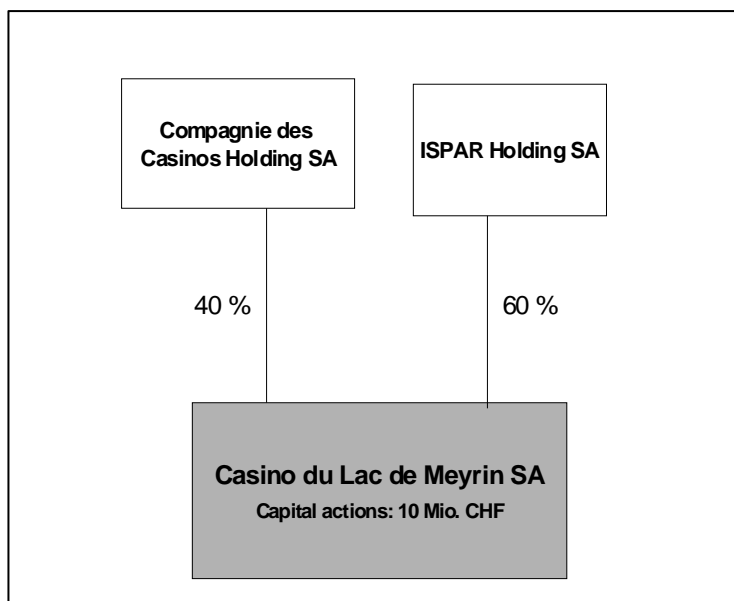 Compagnie des
Casinos Holding SA
ISPAR Holding SA
40 %
60 %
Casino du Lac de Meyrin SA
Capital actions: 10 Mio. CHF